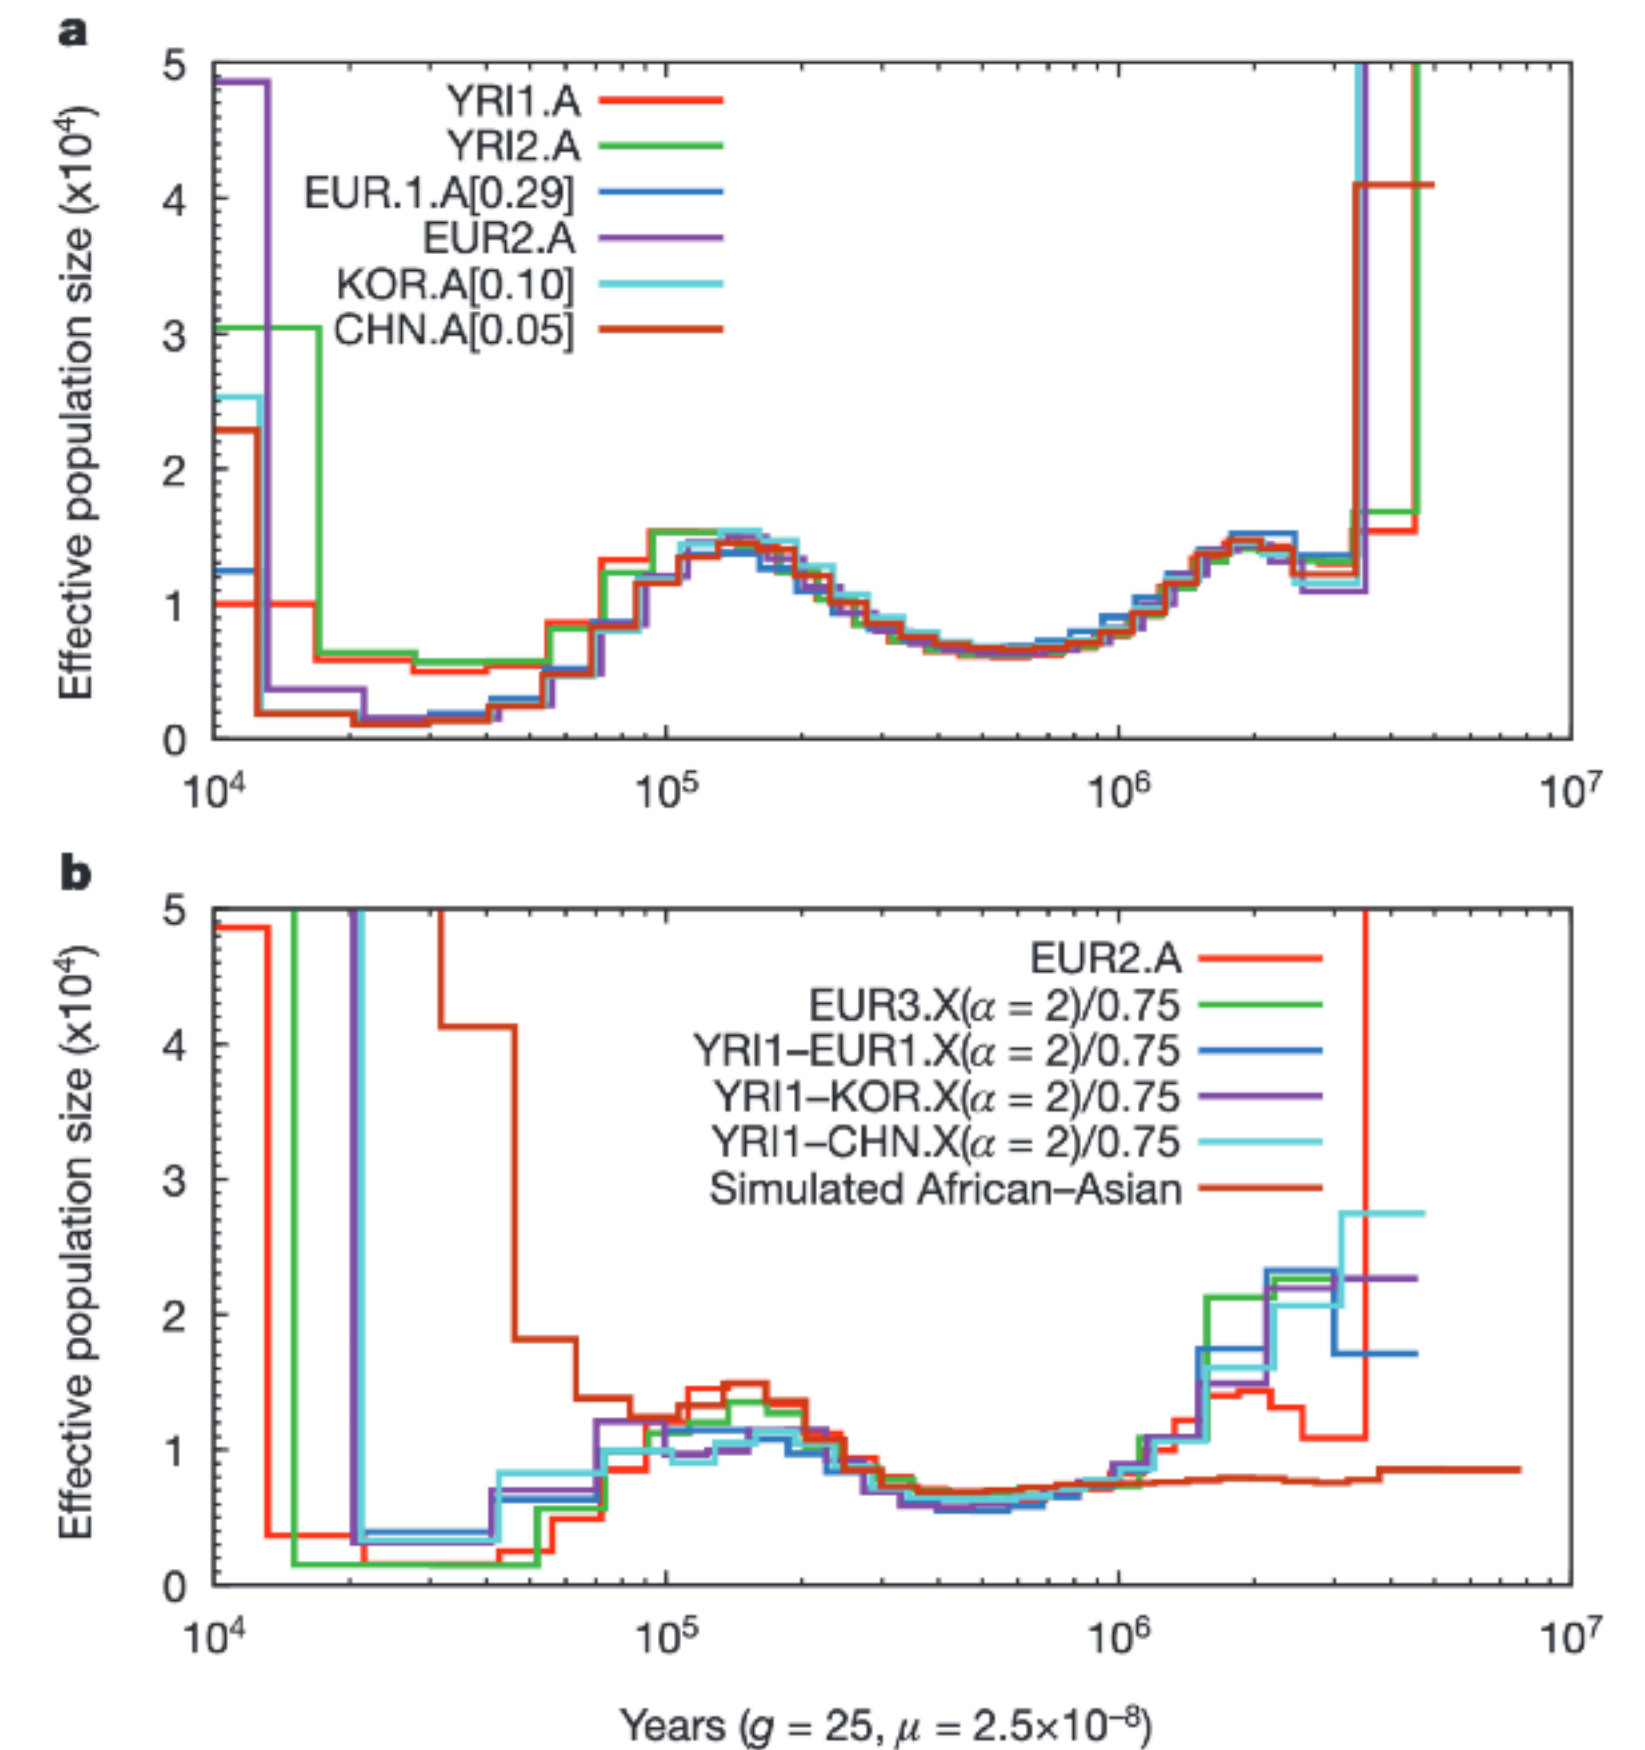 a
Effective population size (x10⁴)
5
4
3
2
1
0
YRI1.A
YRI2.A
EUR.1.A[0.29]
EUR2.A
KOR.A[0.10]
CHN.A[0.05]
10⁴ 10⁵ 10⁶ 10⁷
b
Effective population size (x10⁴)
5
4
3
2
1
0
EUR2.A
EUR3.X(α = 2)/0.75
YRI1–EUR1.X(α = 2)/0.75
YRI1–KOR.X(α = 2)/0.75
YRI1–CHN.X(α = 2)/0.75
Simulated African–Asian
10⁴ 10⁵ 10⁶ 10⁷
Years (g = 25, μ = 2.5×10⁻⁸)